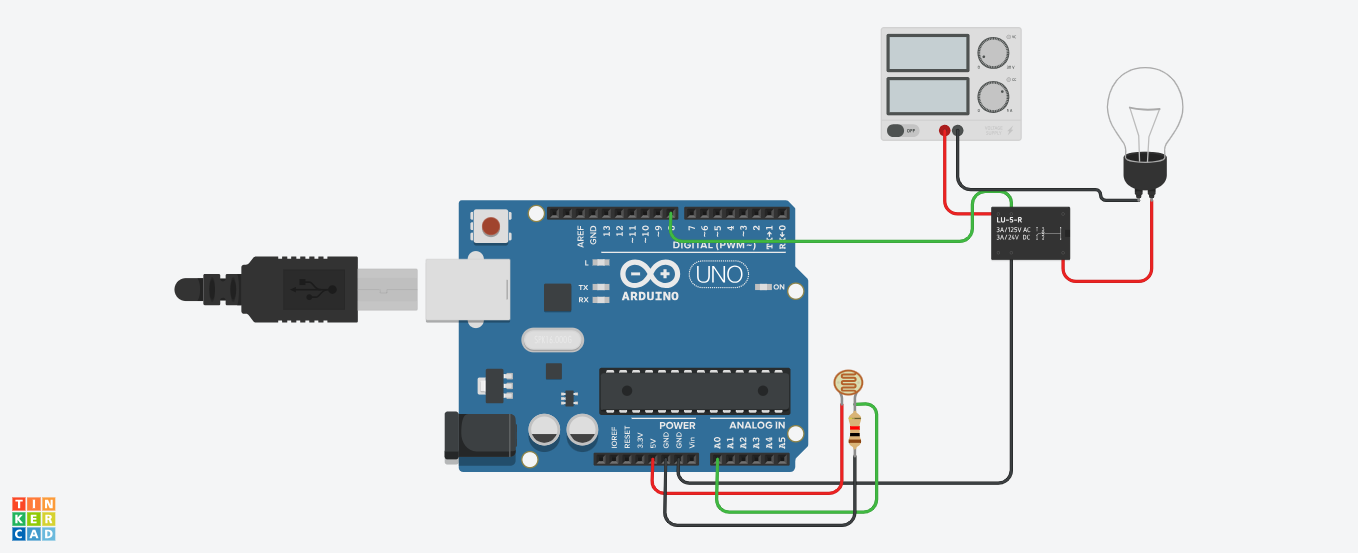 OFF
LU-5-R
3A/125V AC
3A/24V DC
AREF
GND
13
12
~11
~10
~9
8
7
~6
~5
4
~3
2
TX→1
RX←0
DIGITAL (PWM~)
L
TX
RX
ARDUINO
UNO
ON
POWER
ANALOG IN
IOREF
RESET
3.3V
5V
GND
GND
Vin
A0
A1
A2
A3
A4
A5
TIN
KER
CAD